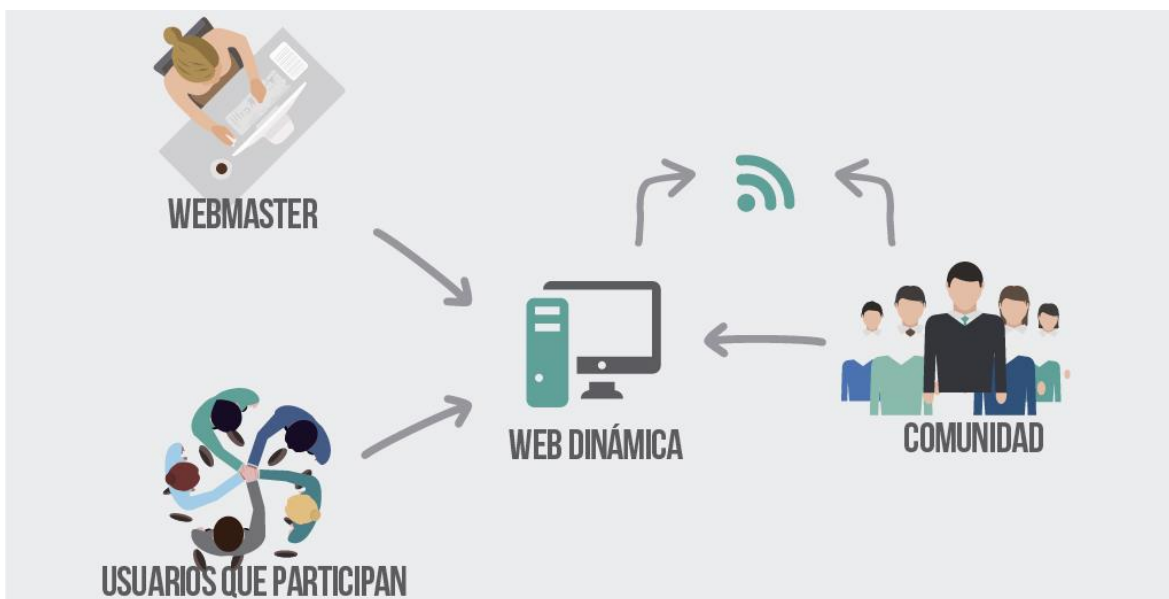 WEBMASTER
WEB DINÁMICA
COMUNIDAD
USUARIOS QUE PARTICIPAN